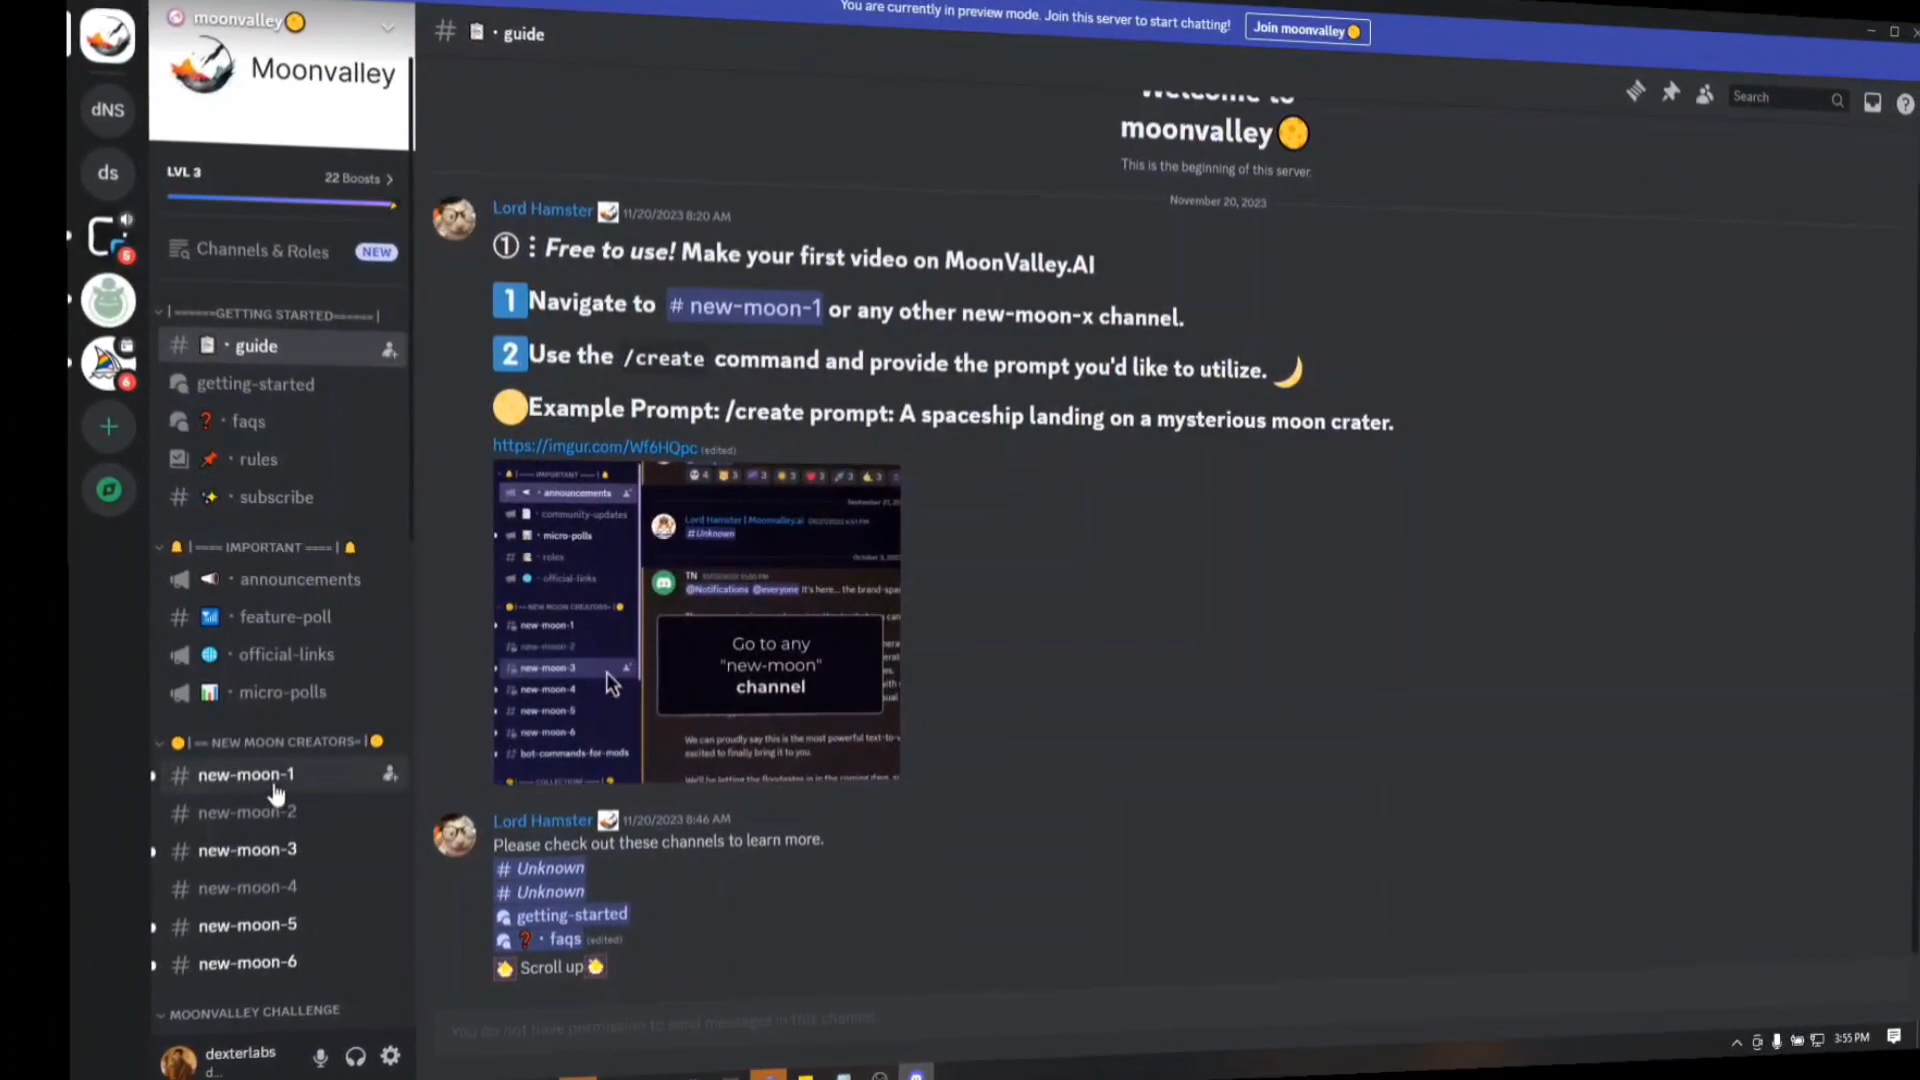 You are currently in preview mode. Join this server to start chatting!
Join moonvalley
moonvalley
# · guide
Moonvalley
Search
dNS
ds
5
6
LVL 3
22 Boosts >
Channels & Roles
NEW
|======GETTING STARTED======|
# · guide
getting-started
❓ · faqs
· rules
# · subscribe
| ==== IMPORTANT ==== |
· announcements
# · feature-poll
· official-links
· micro-polls
| == NEW MOON CREATORS= |
# new-moon-1
# new-moon-2
# new-moon-3
# new-moon-4
# new-moon-5
# new-moon-6
MOONVALLEY CHALLENGE
dexterlabs
d...
Welcome to
moonvalley
This is the beginning of this server.
November 20, 2023
Lord Hamster 11/20/2023 8:20 AM
① ⋮ Free to use! Make your first video on MoonValley.AI
1 Navigate to # new-moon-1 or any other new-moon-x channel.
2 Use the /create command and provide the prompt you'd like to utilize.
Example Prompt: /create prompt: A spaceship landing on a mysterious moon crater.
https://imgur.com/Wf6HQpc (edited)
| ==== IMPORTANT ==== |
· announcements
· community-updates
· micro-polls
· roles
· official-links
|== NEW MOON CREATORS= |
new-moon-1
new-moon-2
new-moon-3
new-moon-4
new-moon-5
new-moon-6
bot-commands-for-mods
4 3 3 3 3 3 3
Lord Hamster | Moonvalley.ai
# Unknown
TN
@Notifications @everyone It's here... the brand-spa
Go to any
"new-moon"
channel
We can proudly say this is the most powerful text-to-v
excited to finally bring it to you.
We'll be letting the floodgates in in the coming days, s
Lord Hamster 11/20/2023 8:46 AM
Please check out these channels to learn more.
# Unknown
# Unknown
getting-started
❓ · faqs (edited)
Scroll up
You do not have permission to send messages in this channel.
3:55 PM